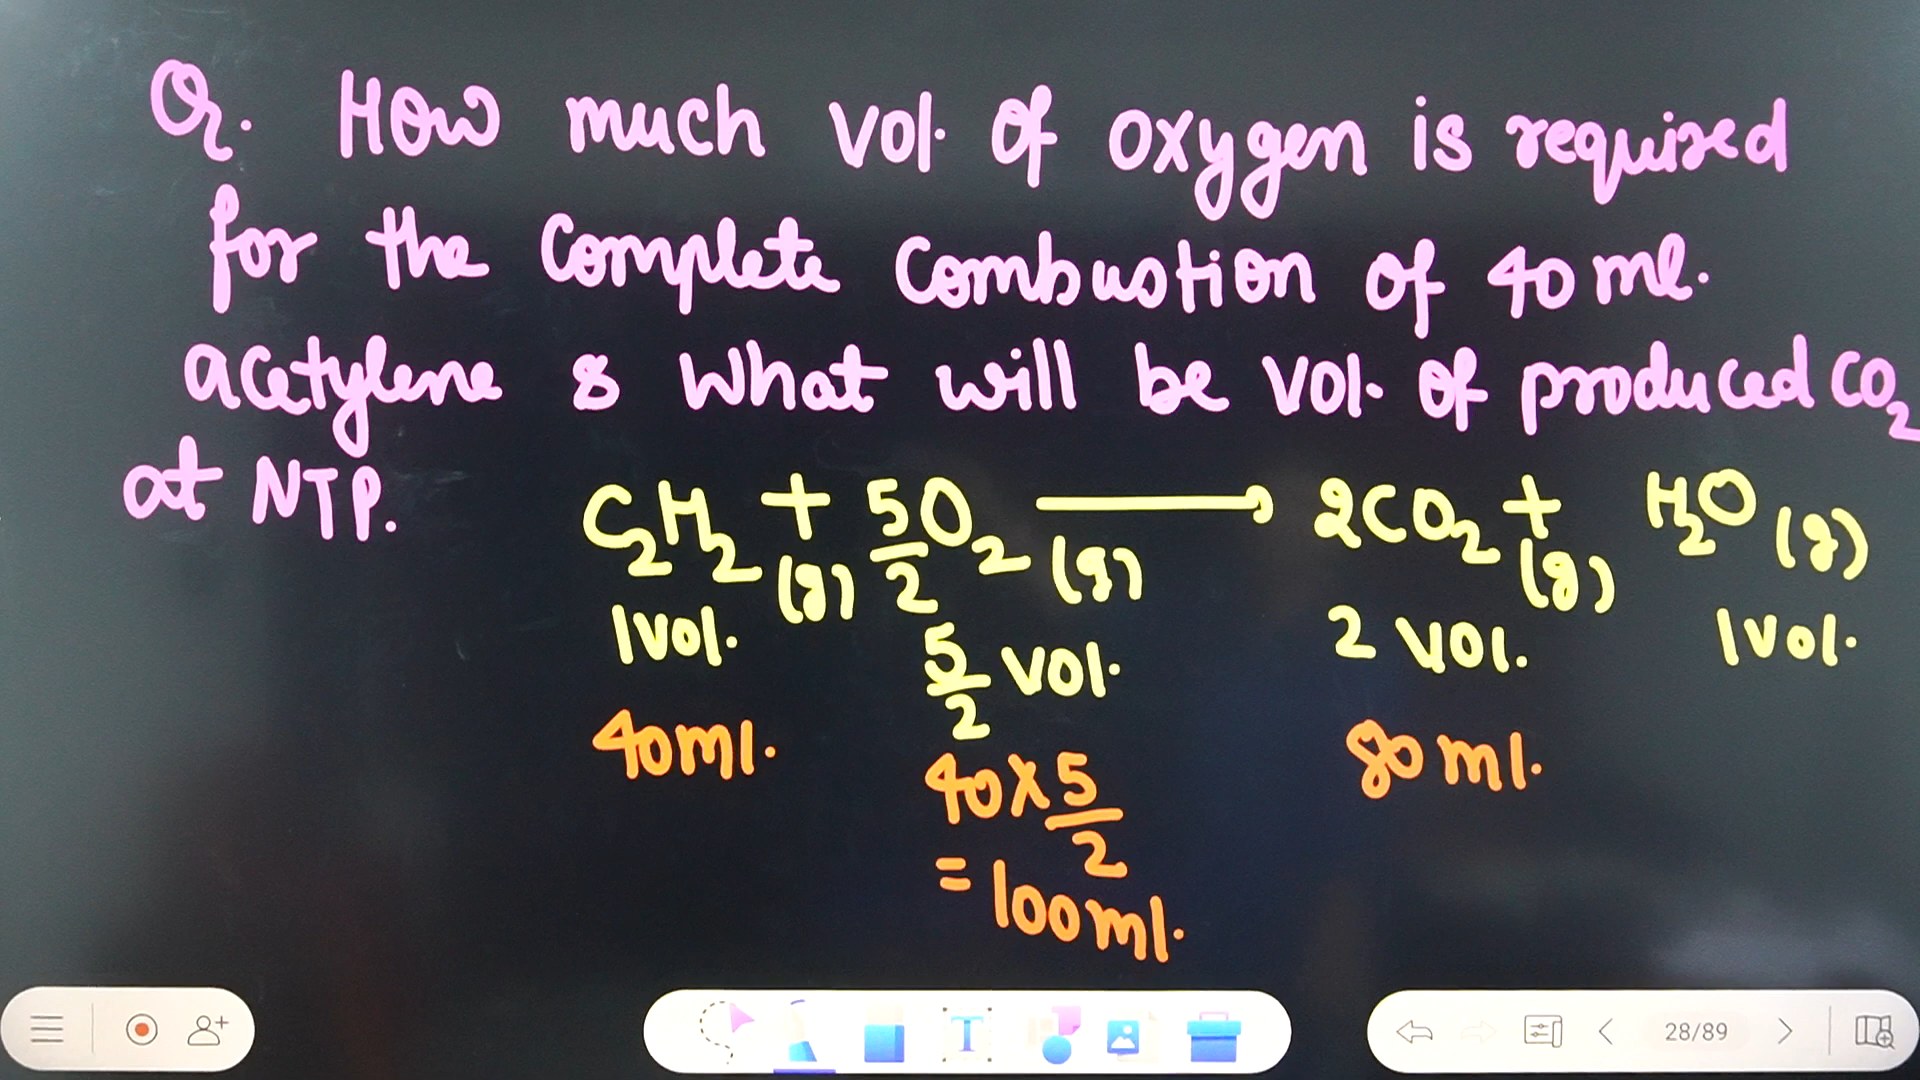 Q. How much vol. of oxygen is required
for the complete combustion of 40 ml.
acetylene & what will be vol. of produced CO₂
at NTP.
C₂H₂ (g) + 5/2 O₂ (g) ⟶ 2CO₂ (g) + H₂O (g)
1 vol. 5/2 vol. 2 vol. 1 vol.
40 ml. 40 × 5/2 80 ml.
= 100 ml.
T 28/89